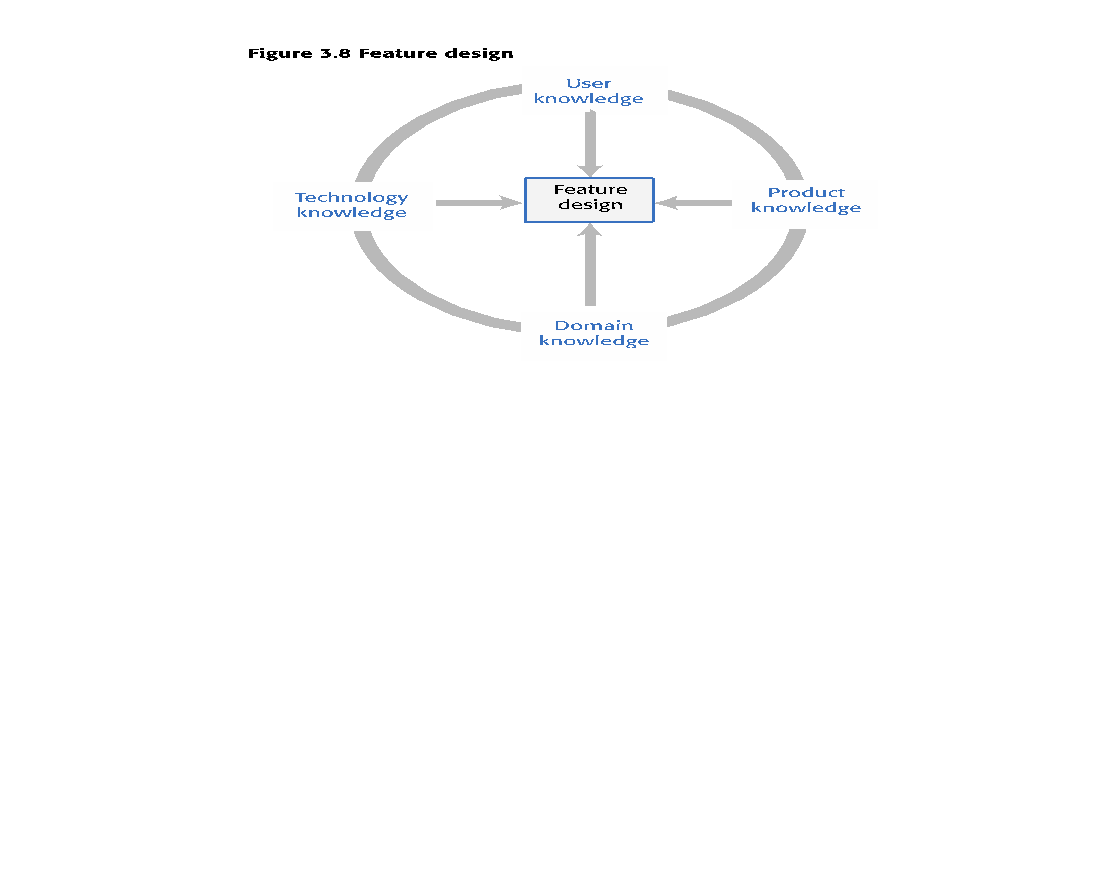 Figure 3.8 Feature design
User
knowledge
Technology
knowledge
Feature
design
Product
knowledge
Domain
knowledge